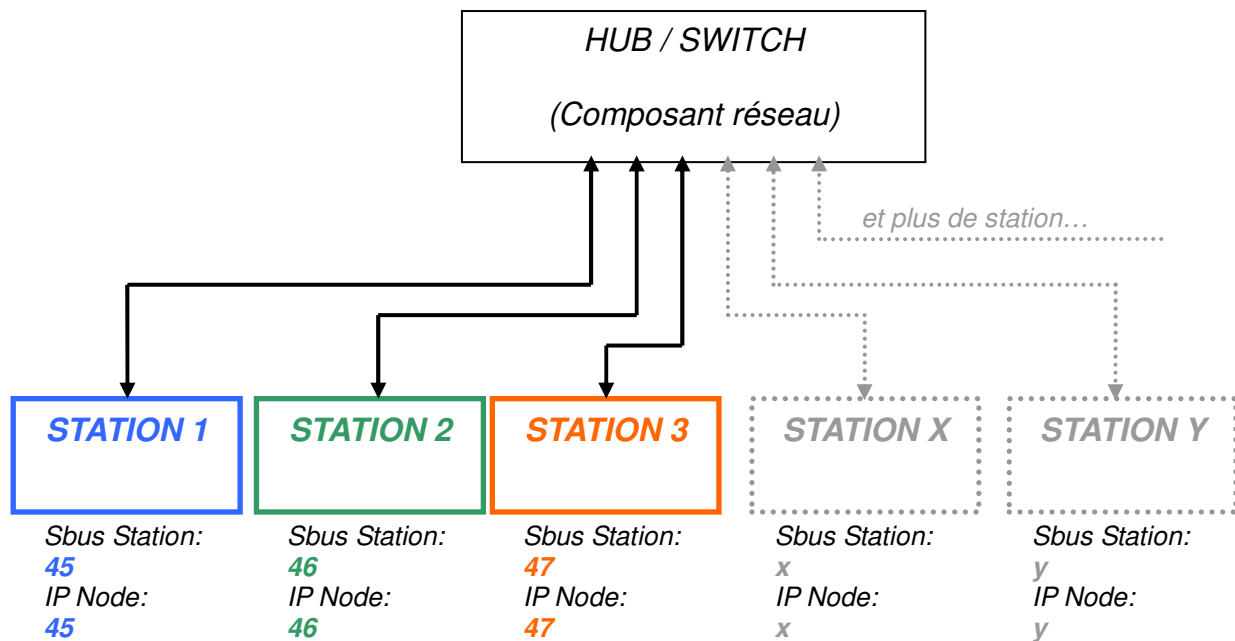 HUB / SWITCH
(Composant réseau)
et plus de station…
STATION 1
STATION 2
STATION 3
STATION X
STATION Y
Sbus Station:
45
IP Node:
45
Sbus Station:
46
IP Node:
46
Sbus Station:
47
IP Node:
47
Sbus Station:
x
IP Node:
x
Sbus Station:
y
IP Node:
y